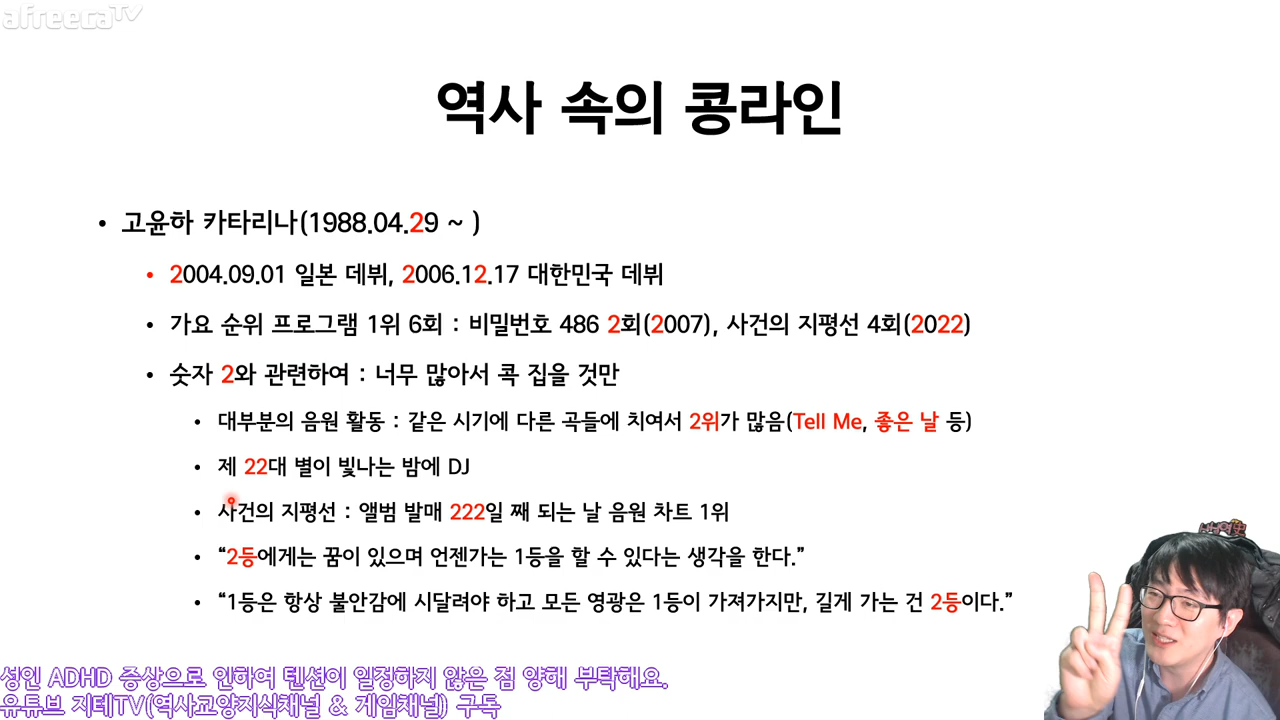 afreecaTV
역사 속의 콩라인
• 고윤하 카타리나(1988.04.29 ~ )
• 2004.09.01 일본 데뷔, 2006.12.17 대한민국 데뷔
• 가요 순위 프로그램 1위 6회 : 비밀번호 486 2회(2007), 사건의 지평선 4회(2022)
• 숫자 2와 관련하여 : 너무 많아서 콕 집을 것만
• 대부분의 음원 활동 : 같은 시기에 다른 곡들에 치여서 2위가 많음(Tell Me, 좋은 날 등)
• 제 22대 별이 빛나는 밤에 DJ
• 사건의 지평선 : 앨범 발매 222일 째 되는 날 음원 차트 1위
• “2등에게는 꿈이 있으며 언젠가는 1등을 할 수 있다는 생각을 한다.”
• “1등은 항상 불안감에 시달려야 하고 모든 영광은 1등이 가져가지만, 길게 가는 건 2등이다.”
성인 ADHD 증상으로 인하여 텐션이 일정하지 않은 점 양해 부탁해요.
유튜브 지테TV(역사교양지식채널 & 게임채널) 구독